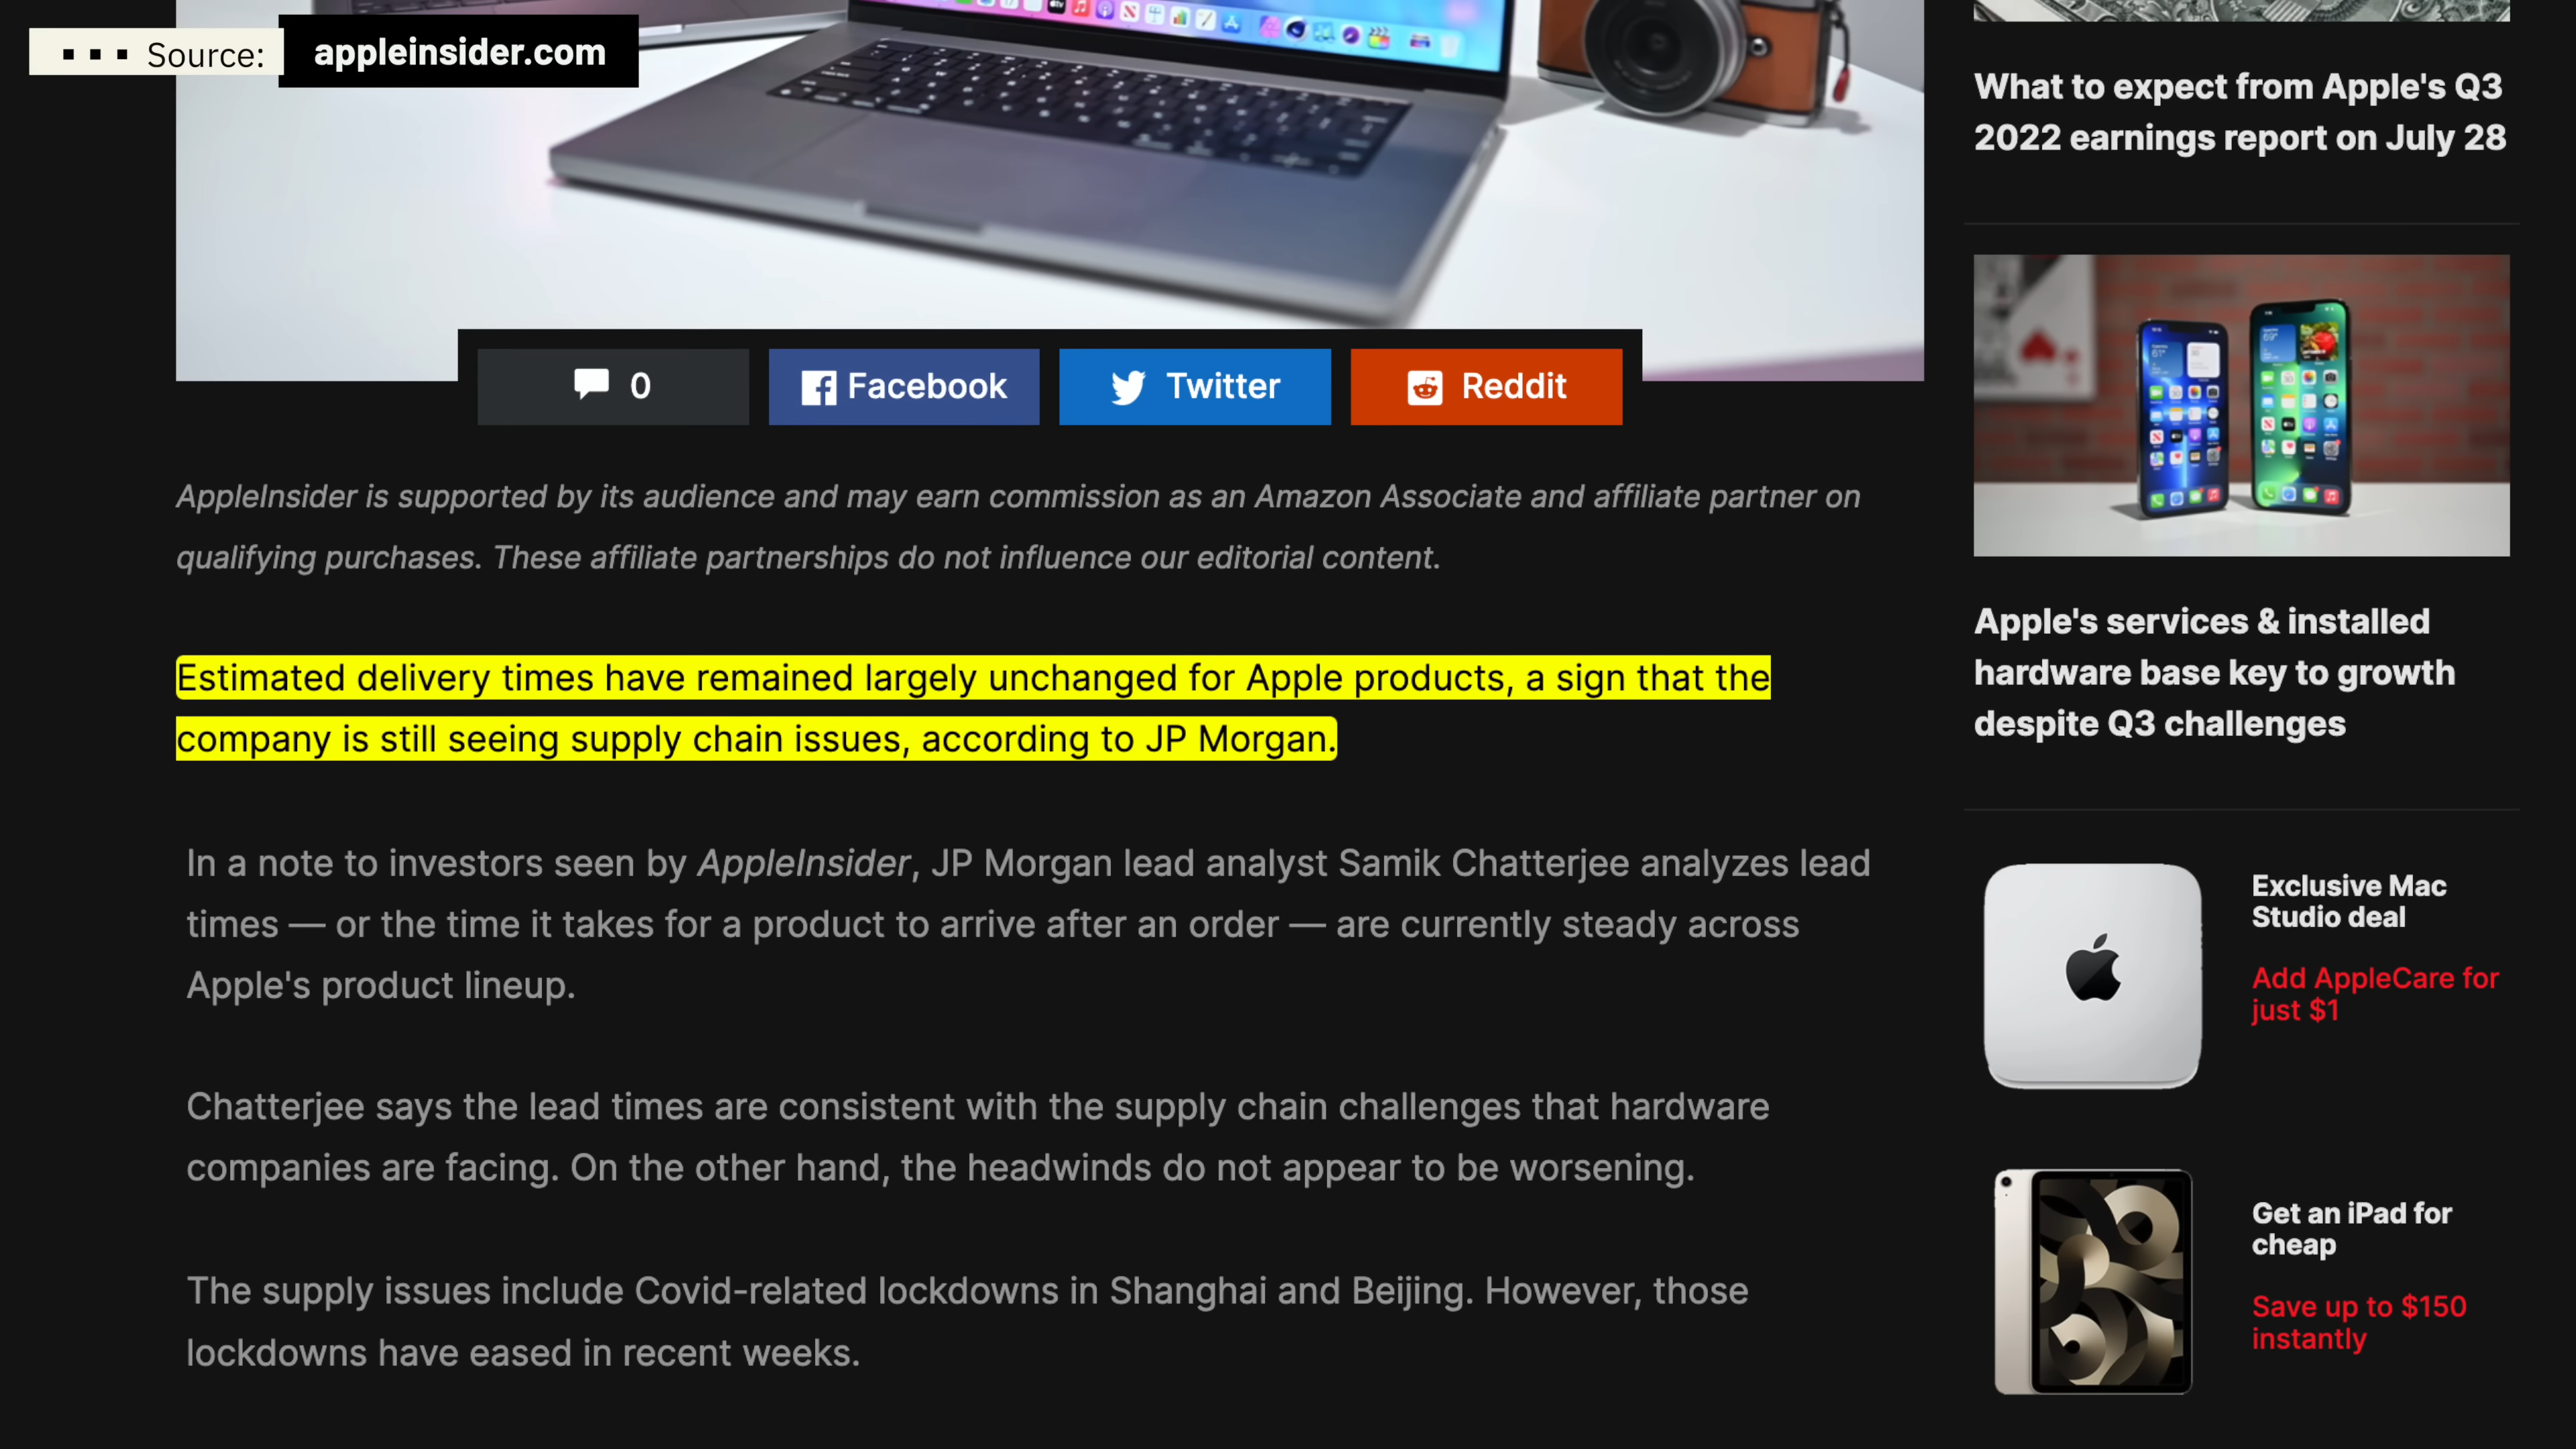 Source:
appleinsider.com
0
Facebook
Twitter
Reddit
AppleInsider is supported by its audience and may earn commission as an Amazon Associate and affiliate partner on
qualifying purchases. These affiliate partnerships do not influence our editorial content.
Estimated delivery times have remained largely unchanged for Apple products, a sign that the
company is still seeing supply chain issues, according to JP Morgan.
In a note to investors seen by AppleInsider, JP Morgan lead analyst Samik Chatterjee analyzes lead
times — or the time it takes for a product to arrive after an order — are currently steady across
Apple's product lineup.
Chatterjee says the lead times are consistent with the supply chain challenges that hardware
companies are facing. On the other hand, the headwinds do not appear to be worsening.
The supply issues include Covid-related lockdowns in Shanghai and Beijing. However, those
lockdowns have eased in recent weeks.
What to expect from Apple's Q3
2022 earnings report on July 28
Apple's services & installed
hardware base key to growth
despite Q3 challenges
Exclusive Mac
Studio deal
Add AppleCare for
just $1
Get an iPad for
cheap
Save up to $150
instantly